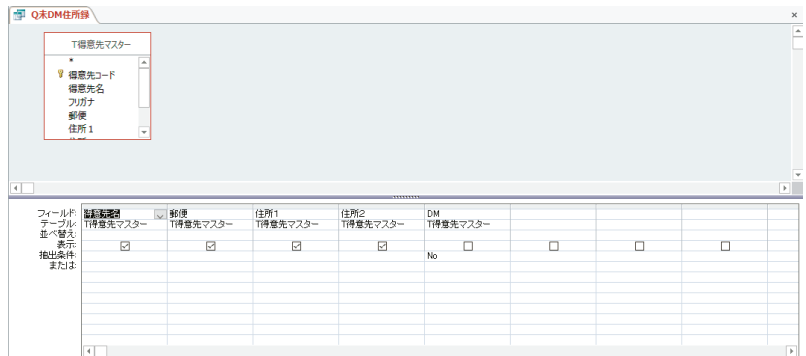 Q未DM住所録
T得意先マスター
*
得意先コード
得意先名
フリガナ
郵便
住所1
フィールド: 得意先名 郵便 住所1 住所2 DM
テーブル: T得意先マスター T得意先マスター T得意先マスター T得意先マスター T得意先マスター
並べ替え:
表示:
抽出条件: No
または: